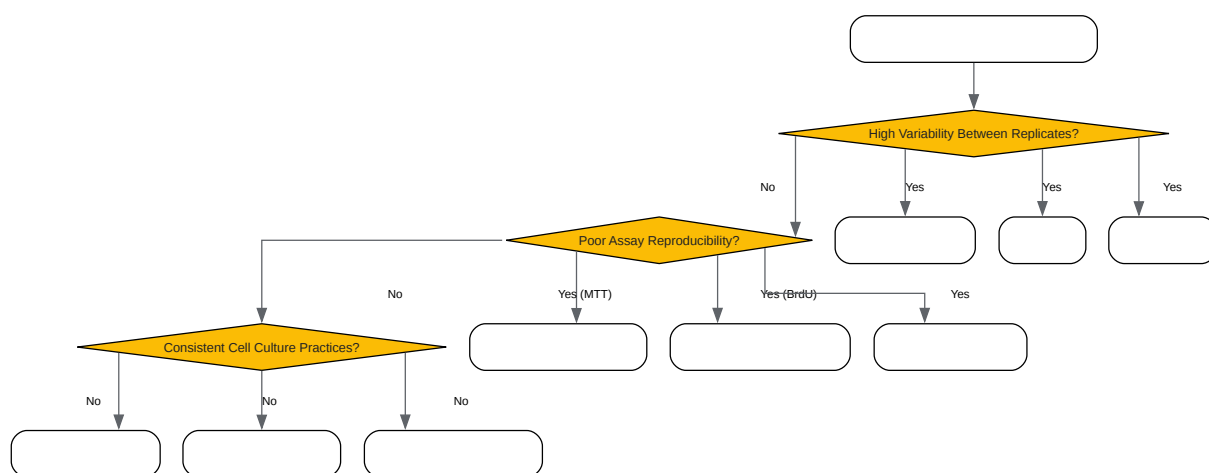 High Variability Between Replicates?
No
Yes
Yes
Yes
Poor Assay Reproducibility?
No
Yes (MTT)
Yes (BrdU)
Yes
Consistent Cell Culture Practices?
No
No
No